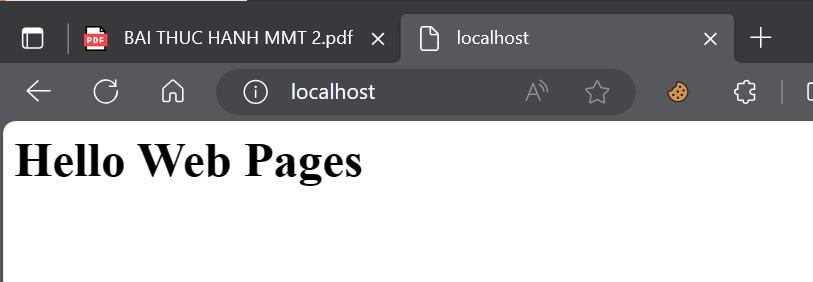 PDF BAI THUC HANH MMT 2.pdf localhost
localhost A
Hello Web Pages